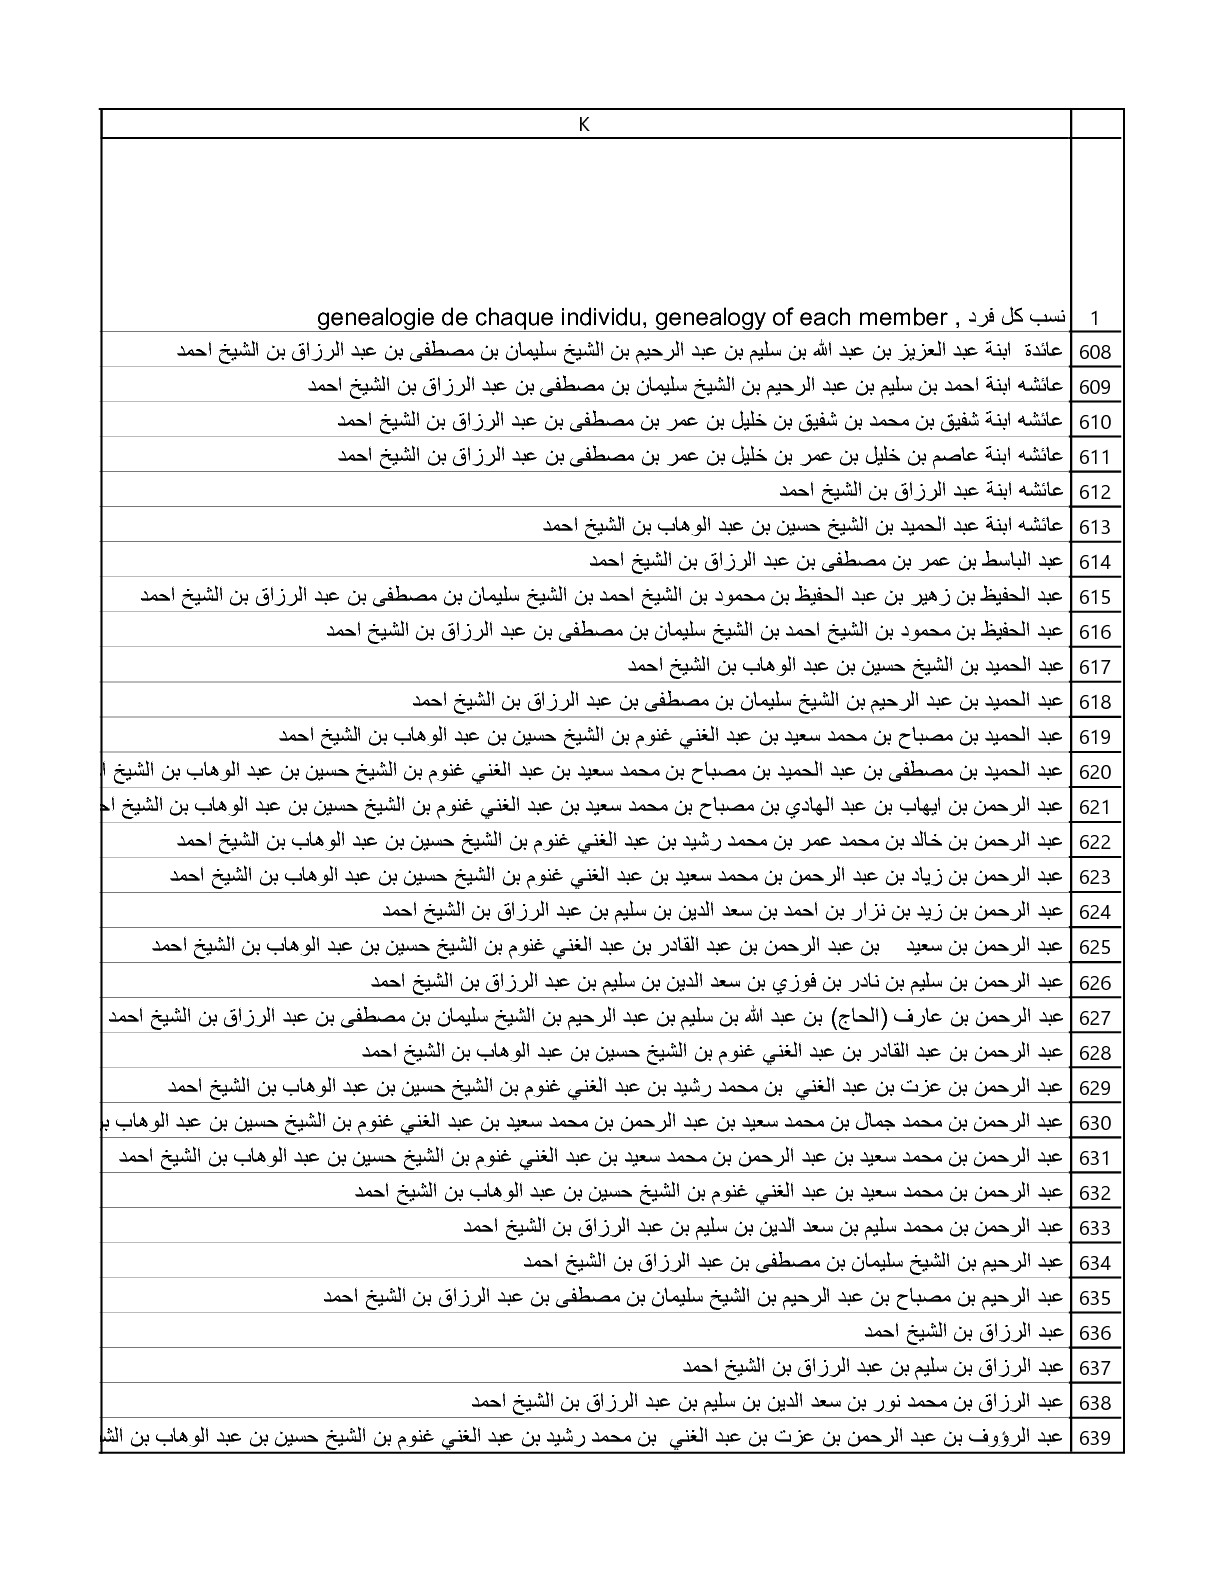 K
1 نسب كل فرد , genealogie de chaque individu, genealogy of each member
608 عائدة ابنة عبد العزيز بن عبد الله بن سليم بن عبد الرحيم بن الشيخ سليمان بن مصطفى بن عبد الرزاق بن الشيخ احمد
609 عائشه ابنة احمد بن سليم بن عبد الرحيم بن الشيخ سليمان بن مصطفى بن عبد الرزاق بن الشيخ احمد
610 عائشه ابنة شفيق بن محمد بن شفيق بن خليل بن عمر بن مصطفى بن عبد الرزاق بن الشيخ احمد
611 عائشه ابنة عاصم بن خليل بن عمر بن خليل بن عمر بن مصطفى بن عبد الرزاق بن الشيخ احمد
612 عائشه ابنة عبد الرزاق بن الشيخ احمد
613 عائشه ابنة عبد الحميد بن الشيخ حسين بن عبد الوهاب بن الشيخ احمد
614 عبد الباسط بن عمر بن مصطفى بن عبد الرزاق بن الشيخ احمد
615 عبد الحفيظ بن زهير بن عبد الحفيظ بن محمود بن الشيخ احمد بن الشيخ سليمان بن مصطفى بن عبد الرزاق بن الشيخ احمد
616 عبد الحفيظ بن محمود بن الشيخ احمد بن الشيخ سليمان بن مصطفى بن عبد الرزاق بن الشيخ احمد
617 عبد الحميد بن الشيخ حسين بن عبد الوهاب بن الشيخ احمد
618 عبد الحميد بن عبد الرحيم بن الشيخ سليمان بن مصطفى بن عبد الرزاق بن الشيخ احمد
619 عبد الحميد بن مصباح بن محمد سعيد بن عبد الغني غنوم بن الشيخ حسين بن عبد الوهاب بن الشيخ احمد
620 عبد الحميد بن مصطفى بن عبد الحميد بن مصباح بن محمد سعيد بن عبد الغني غنوم بن الشيخ حسين بن عبد الوهاب بن الشيخ
621 عبد الرحمن بن ايهاب بن عبد الهادي بن مصباح بن محمد سعيد بن عبد الغني غنوم بن الشيخ حسين بن عبد الوهاب بن الشيخ
622 عبد الرحمن بن خالد بن محمد عمر بن محمد رشيد بن عبد الغني غنوم بن الشيخ حسين بن عبد الوهاب بن الشيخ احمد
623 عبد الرحمن بن زياد بن عبد الرحمن بن محمد سعيد بن عبد الغني غنوم بن الشيخ حسين بن عبد الوهاب بن الشيخ احمد
624 عبد الرحمن بن زيد بن نزار بن احمد بن سعد الدين بن سليم بن عبد الرزاق بن الشيخ احمد
625 عبد الرحمن بن سعيد بن عبد الرحمن بن عبد القادر بن عبد الغني غنوم بن الشيخ حسين بن عبد الوهاب بن الشيخ احمد
626 عبد الرحمن بن سليم بن نادر بن فوزي بن سعد الدين بن سليم بن عبد الرزاق بن الشيخ احمد
627 عبد الرحمن بن عارف (الحاج) بن عبد الله بن سليم بن عبد الرحيم بن الشيخ سليمان بن مصطفى بن عبد الرزاق بن الشيخ احمد
628 عبد الرحمن بن عبد القادر بن عبد الغني غنوم بن الشيخ حسين بن عبد الوهاب بن الشيخ احمد
629 عبد الرحمن بن عزت بن عبد الغني بن محمد رشيد بن عبد الغني غنوم بن الشيخ حسين بن عبد الوهاب بن الشيخ احمد
630 عبد الرحمن بن محمد جمال بن محمد سعيد بن عبد الرحمن بن محمد سعيد بن عبد الغني غنوم بن الشيخ حسين بن عبد الوهاب
631 عبد الرحمن بن محمد سعيد بن عبد الرحمن بن محمد سعيد بن عبد الغني غنوم بن الشيخ حسين بن عبد الوهاب بن الشيخ احمد
632 عبد الرحمن بن محمد سعيد بن عبد الغني غنوم بن الشيخ حسين بن عبد الوهاب بن الشيخ احمد
633 عبد الرحمن بن محمد سليم بن سعد الدين بن سليم بن عبد الرزاق بن الشيخ احمد
634 عبد الرحيم بن الشيخ سليمان بن مصطفى بن عبد الرزاق بن الشيخ احمد
635 عبد الرحيم بن مصباح بن عبد الرحيم بن الشيخ سليمان بن مصطفى بن عبد الرزاق بن الشيخ احمد
636 عبد الرزاق بن الشيخ احمد
637 عبد الرزاق بن سليم بن عبد الرزاق بن الشيخ احمد
638 عبد الرزاق بن محمد نور بن سعد الدين بن سليم بن عبد الرزاق بن الشيخ احمد
639 عبد الرؤوف بن عبد الرحمن بن عزت بن عبد الغني بن محمد رشيد بن عبد الغني غنوم بن الشيخ حسين بن عبد الوهاب بن